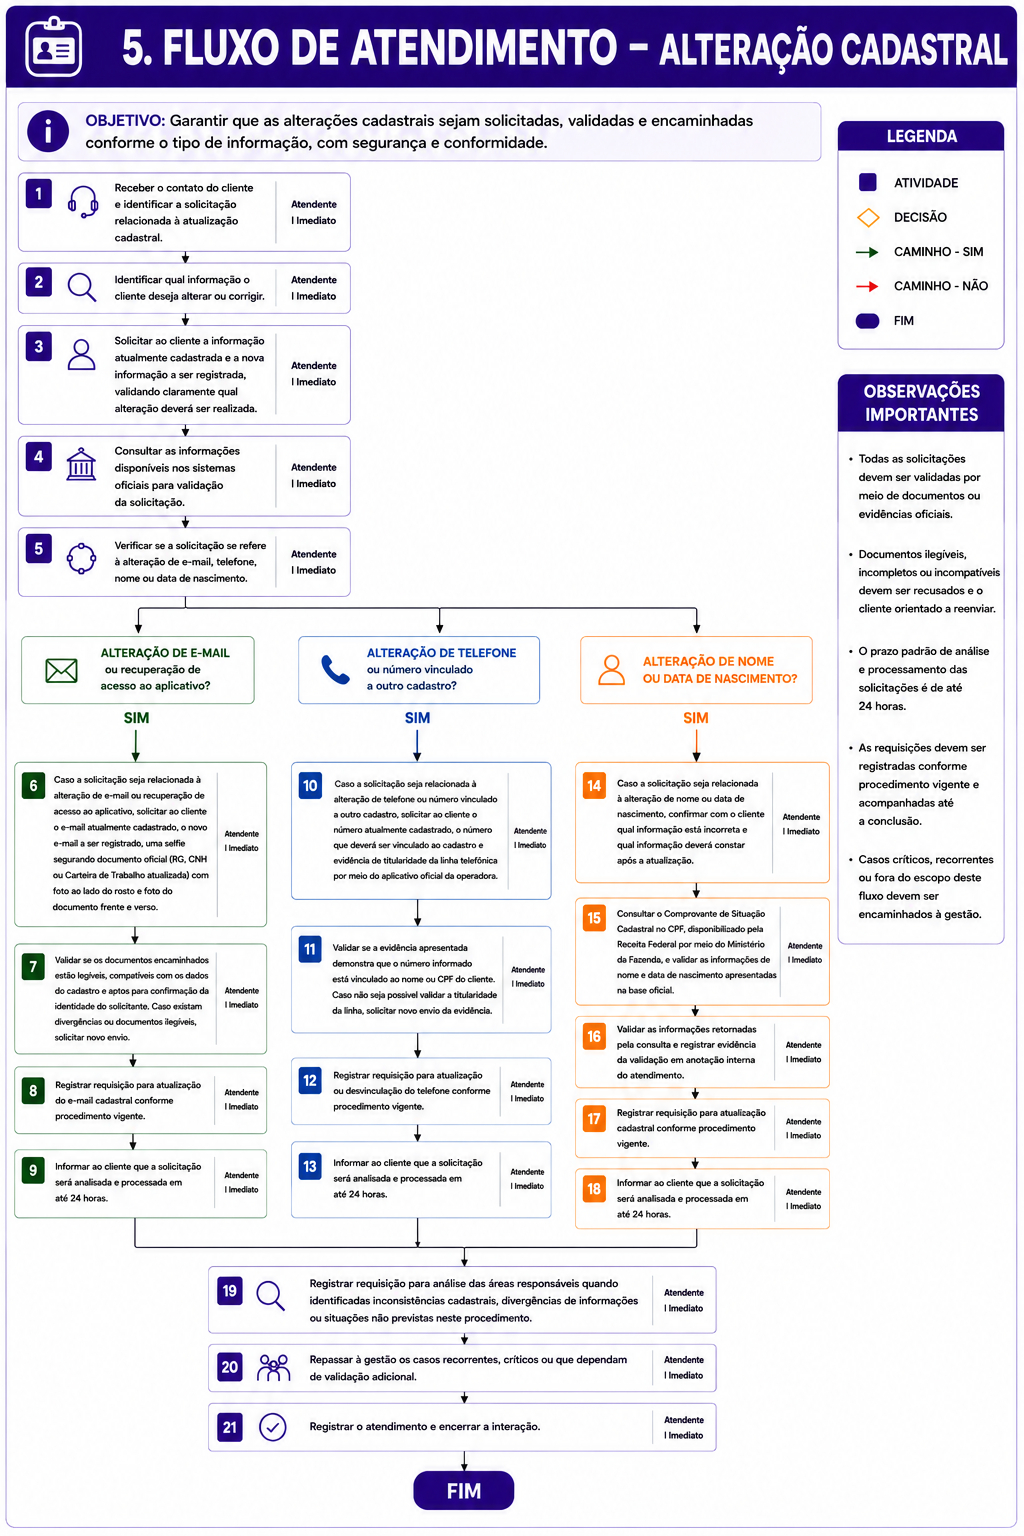 5. FLUXO DE ATENDIMENTO – ALTERAÇÃO CADASTRAL
OBJETIVO: Garantir que as alterações cadastrais sejam solicitadas, validadas e encaminhadas
conforme o tipo de informação, com segurança e conformidade.
1
Receber o contato do cliente
e identificar a solicitação
relacionada à atualização
cadastral.
Atendente
| Imediato
2
Identificar qual informação o
cliente deseja alterar ou corrigir.
Atendente
| Imediato
3
Solicitar ao cliente a informação
atualmente cadastrada e a nova
informação a ser registrada,
validando claramente qual
alteração deverá ser realizada.
Atendente
| Imediato
4
Consultar as informações
disponíveis nos sistemas
oficiais para validação
da solicitação.
Atendente
| Imediato
5
Verificar se a solicitação se refere
à alteração de e-mail, telefone,
nome ou data de nascimento.
Atendente
| Imediato
LEGENDA
ATIVIDADE
DECISÃO
CAMINHO - SIM
CAMINHO - NÃO
FIM
OBSERVAÇÕES
IMPORTANTES
• Todas as solicitações
devem ser validadas por
meio de documentos ou
evidências oficiais.
• Documentos ilegíveis,
incompletos ou incompatíveis
devem ser recusados e o
cliente orientado a reenviar.
• O prazo padrão de análise
e processamento das
solicitações é de até
24 horas.
• As requisições devem ser
registradas conforme
procedimento vigente e
acompanhadas até
a conclusão.
• Casos críticos, recorrentes
ou fora do escopo deste
fluxo devem ser
encaminhados à gestão.
ALTERAÇÃO DE E-MAIL
ou recuperação de
acesso ao aplicativo?
SIM
6
Caso a solicitação seja relacionada à
alteração de e-mail ou recuperação de
acesso ao aplicativo, solicitar ao cliente
o e-mail atualmente cadastrado, o novo
e-mail a ser registrado, uma selfie
segurando documento oficial (RG, CNH
ou Carteira de Trabalho atualizada) com
foto ao lado do rosto e foto do
documento frente e verso.
Atendente
| Imediato
7
Validar se os documentos encaminhados
estão legíveis, compatíveis com os dados
do cadastro e aptos para confirmação da
identidade do solicitante. Caso existam
divergências ou documentos ilegíveis,
solicitar novo envio.
Atendente
| Imediato
8
Registrar requisição para atualização
do e-mail cadastral conforme
procedimento vigente.
Atendente
| Imediato
9
Informar ao cliente que a solicitação
será analisada e processada em
até 24 horas.
Atendente
| Imediato
ALTERAÇÃO DE TELEFONE
ou número vinculado
a outro cadastro?
SIM
10
Caso a solicitação seja relacionada à
alteração de telefone ou número vinculado
a outro cadastro, solicitar ao cliente o
número atualmente cadastrado, o número
que deverá ser vinculado ao cadastro e
evidência de titularidade da linha telefônica
por meio do aplicativo oficial da operadora.
Atendente
| Imediato
11
Validar se a evidência apresentada
demonstra que o número informado
está vinculado ao nome ou CPF do cliente.
Caso não seja possível validar a titularidade
da linha, solicitar novo envio da evidência.
Atendente
| Imediato
12
Registrar requisição para atualização
ou desvinculação do telefone conforme
procedimento vigente.
Atendente
| Imediato
13
Informar ao cliente que a solicitação
será analisada e processada em
até 24 horas.
Atendente
| Imediato
ALTERAÇÃO DE NOME
OU DATA DE NASCIMENTO?
SIM
14
Caso a solicitação seja relacionada
à alteração de nome ou data de
nascimento, confirmar com o cliente
qual informação está incorreta e
qual informação deverá constar
após a atualização.
Atendente
| Imediato
15
Consultar o Comprovante de Situação
Cadastral no CPF, disponibilizado pela
Receita Federal por meio do Ministério
da Fazenda, e validar as informações de
nome e data de nascimento apresentadas
na base oficial.
Atendente
| Imediato
16
Validar as informações retornadas
pela consulta e registrar evidência
da validação em anotação interna
do atendimento.
Atendente
| Imediato
17
Registrar requisição para atualização
cadastral conforme procedimento
vigente.
Atendente
| Imediato
18
Informar ao cliente que a solicitação
será analisada e processada em
até 24 horas.
Atendente
| Imediato
19
Registrar requisição para análise das áreas responsáveis quando
identificadas inconsistências cadastrais, divergências de informações
ou situações não previstas neste procedimento.
Atendente
| Imediato
20
Repassar à gestão os casos recorrentes, críticos ou que dependam
de validação adicional.
Atendente
| Imediato
21
Registrar o atendimento e encerrar a interação.
Atendente
| Imediato
FIM